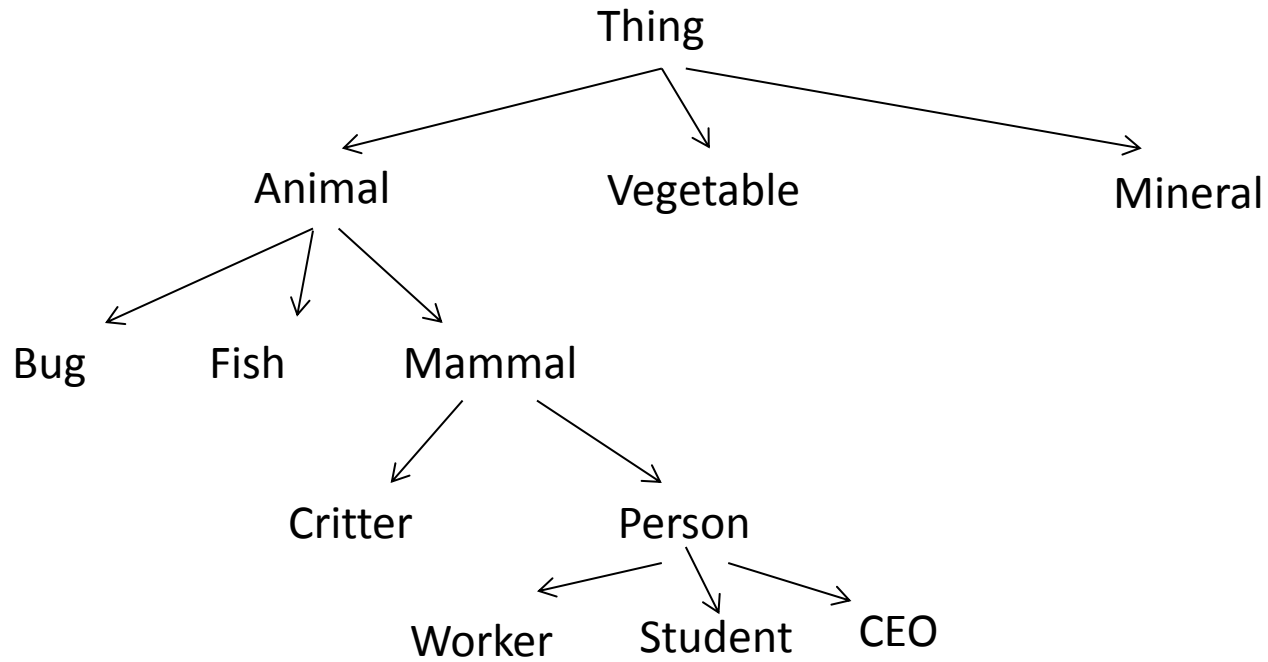 Thing
Animal Vegetable Mineral
Bug Fish Mammal
Critter Person
Worker Student CEO